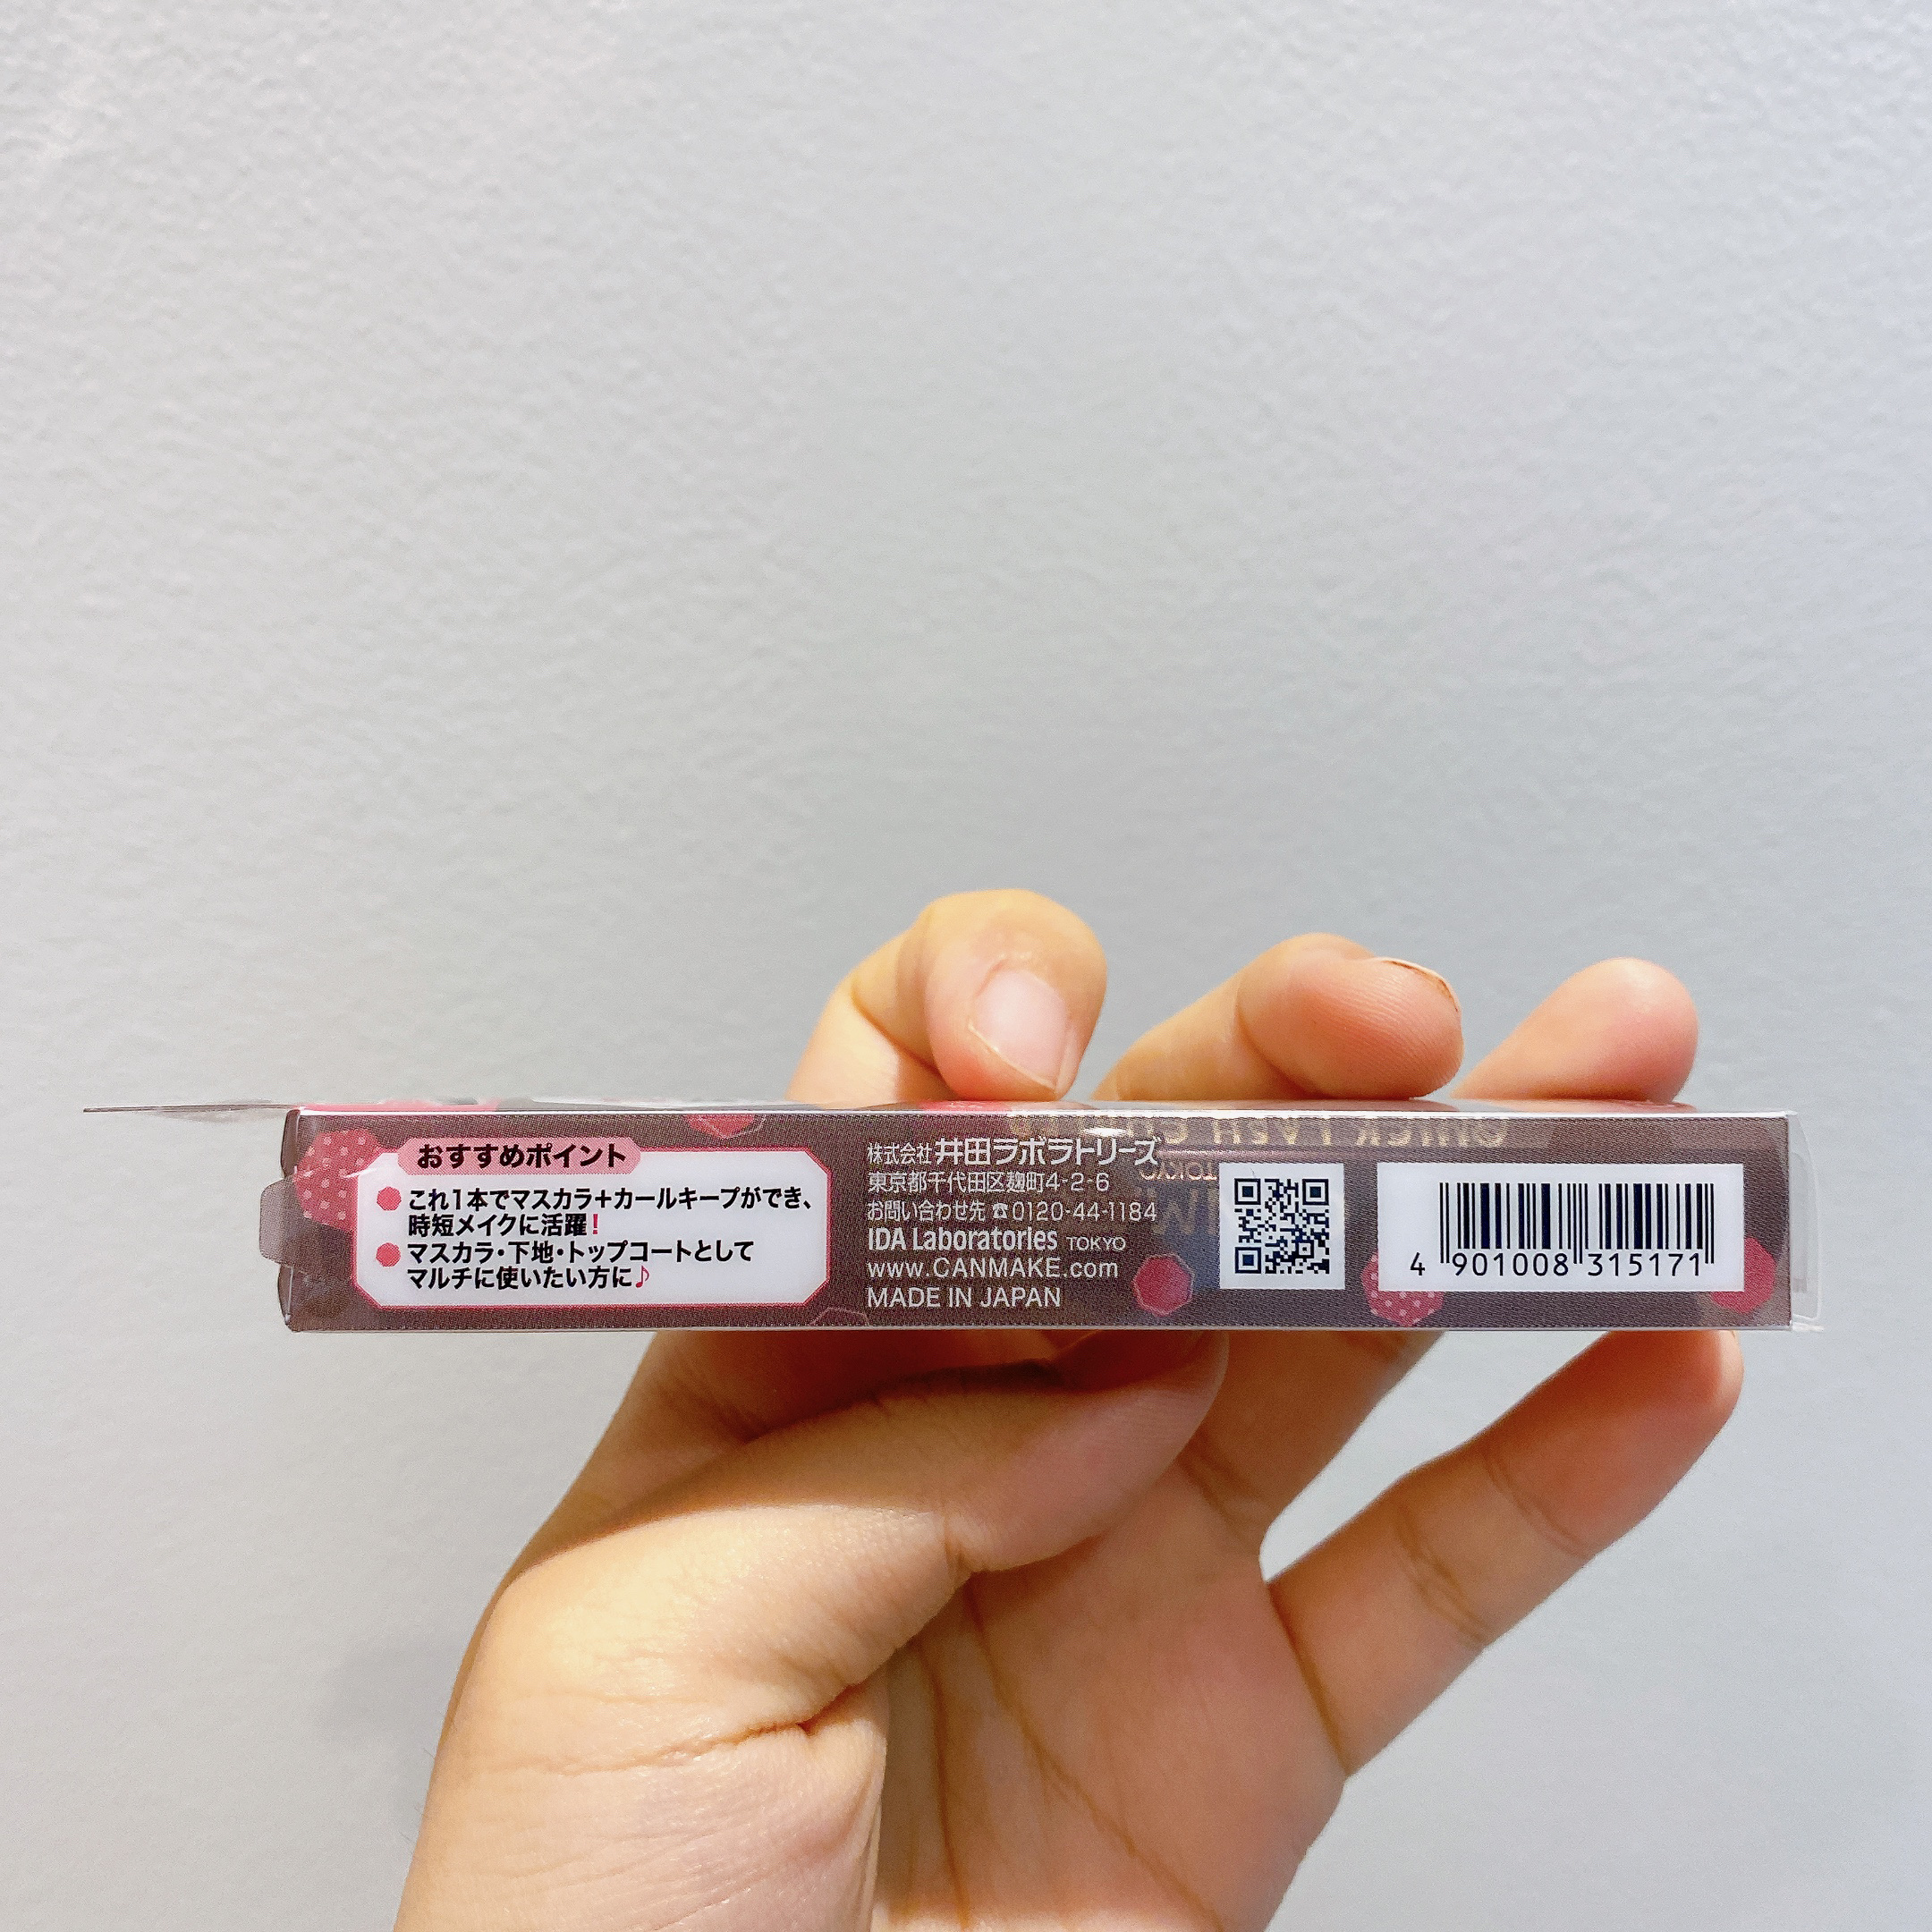 おすすめポイント
これ1本でマスカラ+カールキープができ、
時短メイクに活躍!
マスカラ・下地・トップコートとして
マルチに使いたい方に♪
株式会社 井田ラボラトリーズ
東京都千代田区麹町4-2-6
お問い合わせ先 ☎0120-44-1184
IDA Laboratories TOKYO
www.CANMAKE.com
MADE IN JAPAN
4 901008 315171
QUICK LASH CURLER
TOKYO